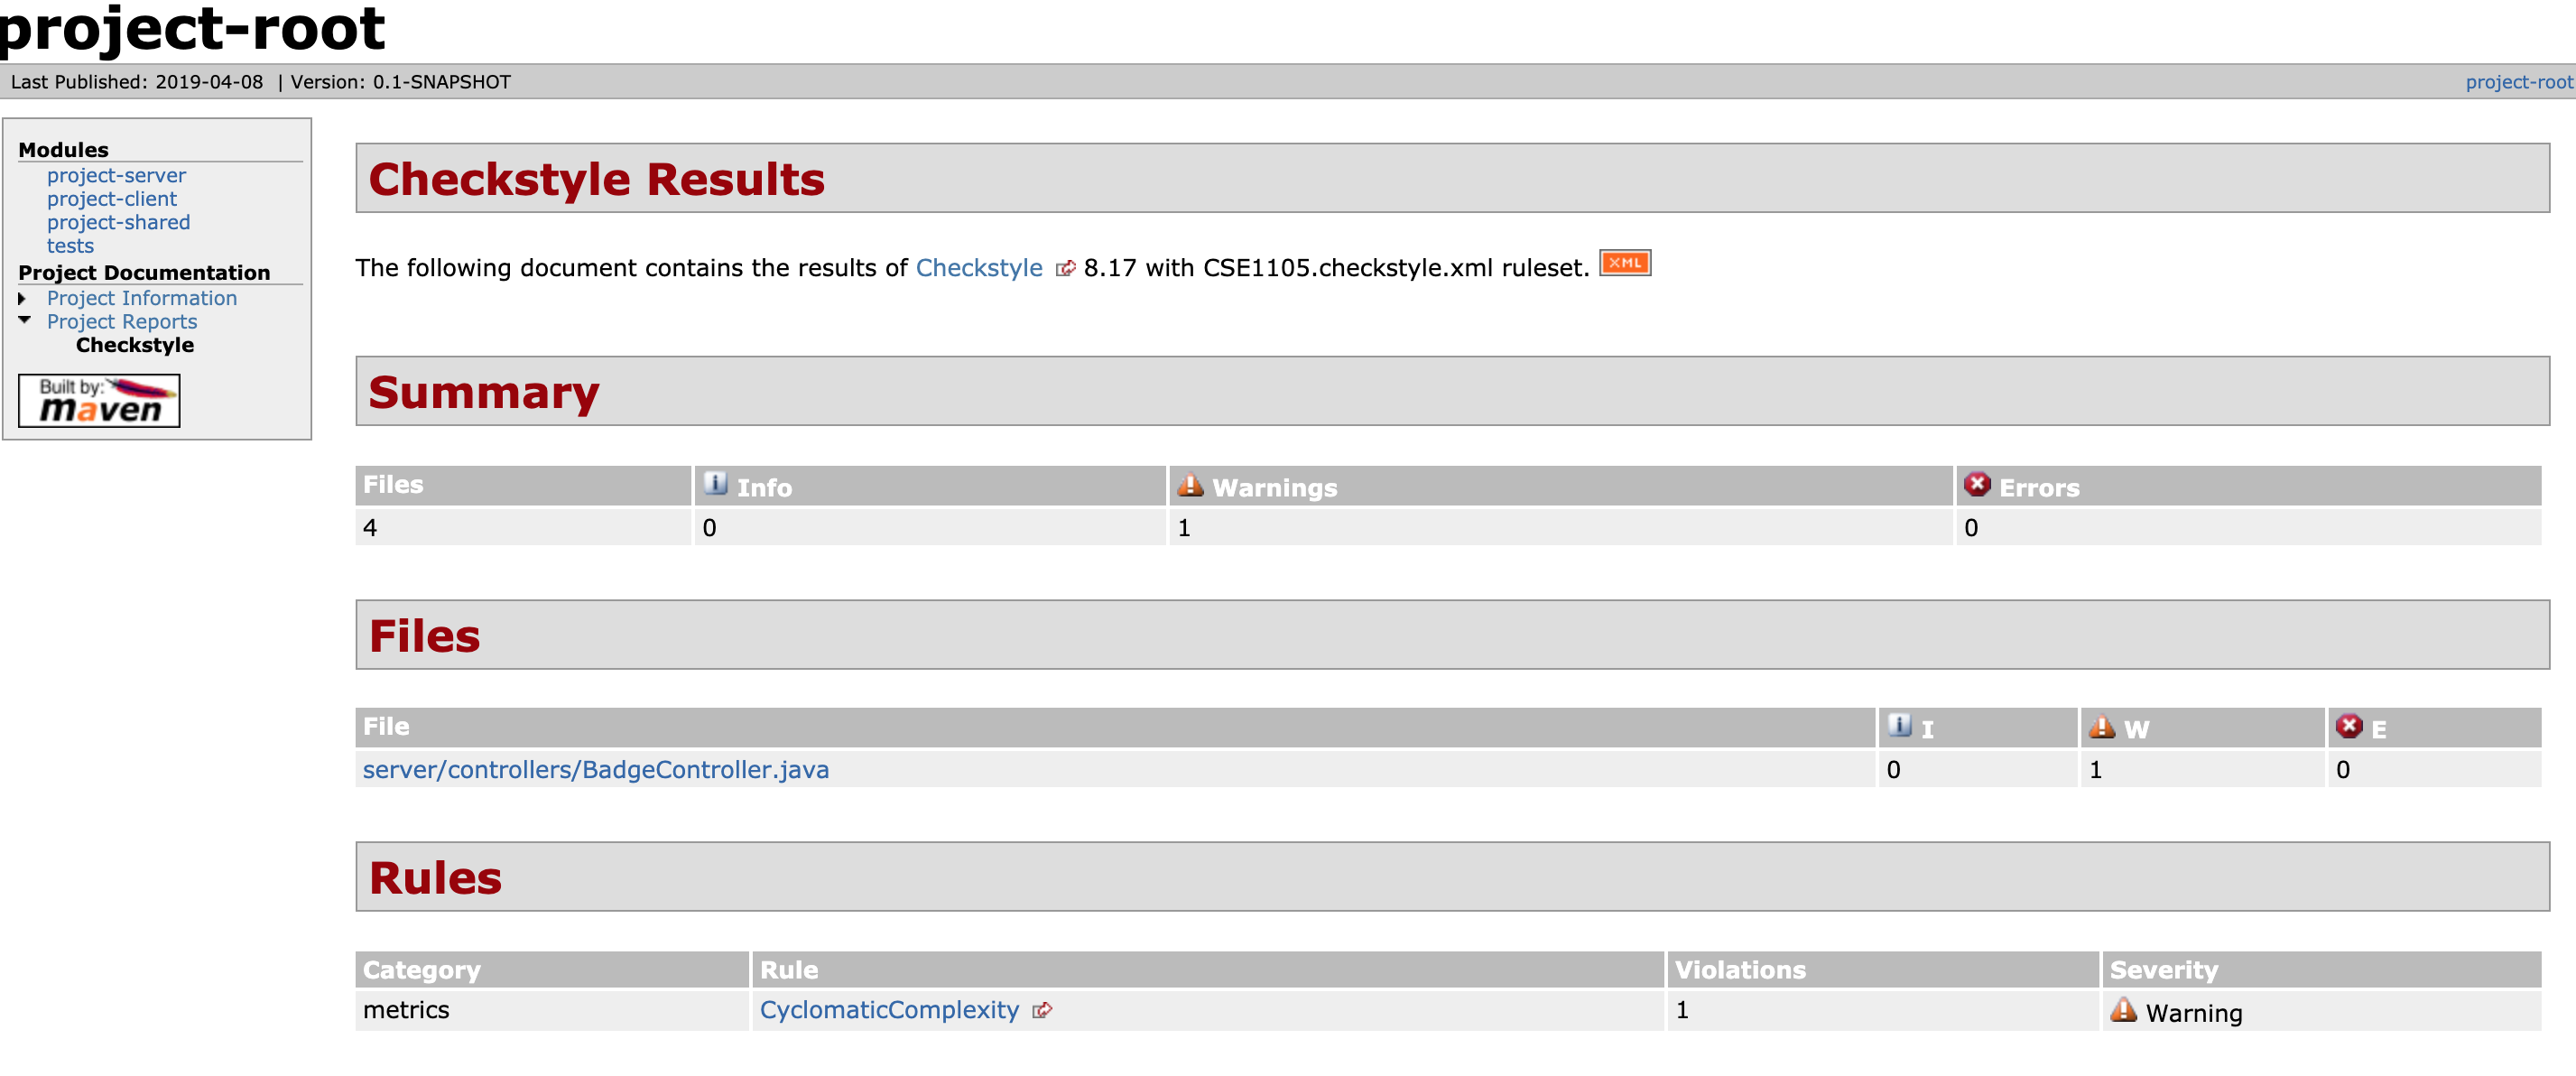 project-root
Last Published: 2019-04-08 | Version: 0.1-SNAPSHOT
project-root
Modules
project-server
project-client
project-shared
tests
Project Documentation
Project Information
Project Reports
Checkstyle
Built by:
maven
Checkstyle Results
The following document contains the results of Checkstyle 8.17 with CSE1105.checkstyle.xml ruleset. XML
Summary
Files Info Warnings Errors
4 0 1 0
Files
File I W E
server/controllers/BadgeController.java 0 1 0
Rules
Category Rule Violations Severity
metrics CyclomaticComplexity 1 Warning